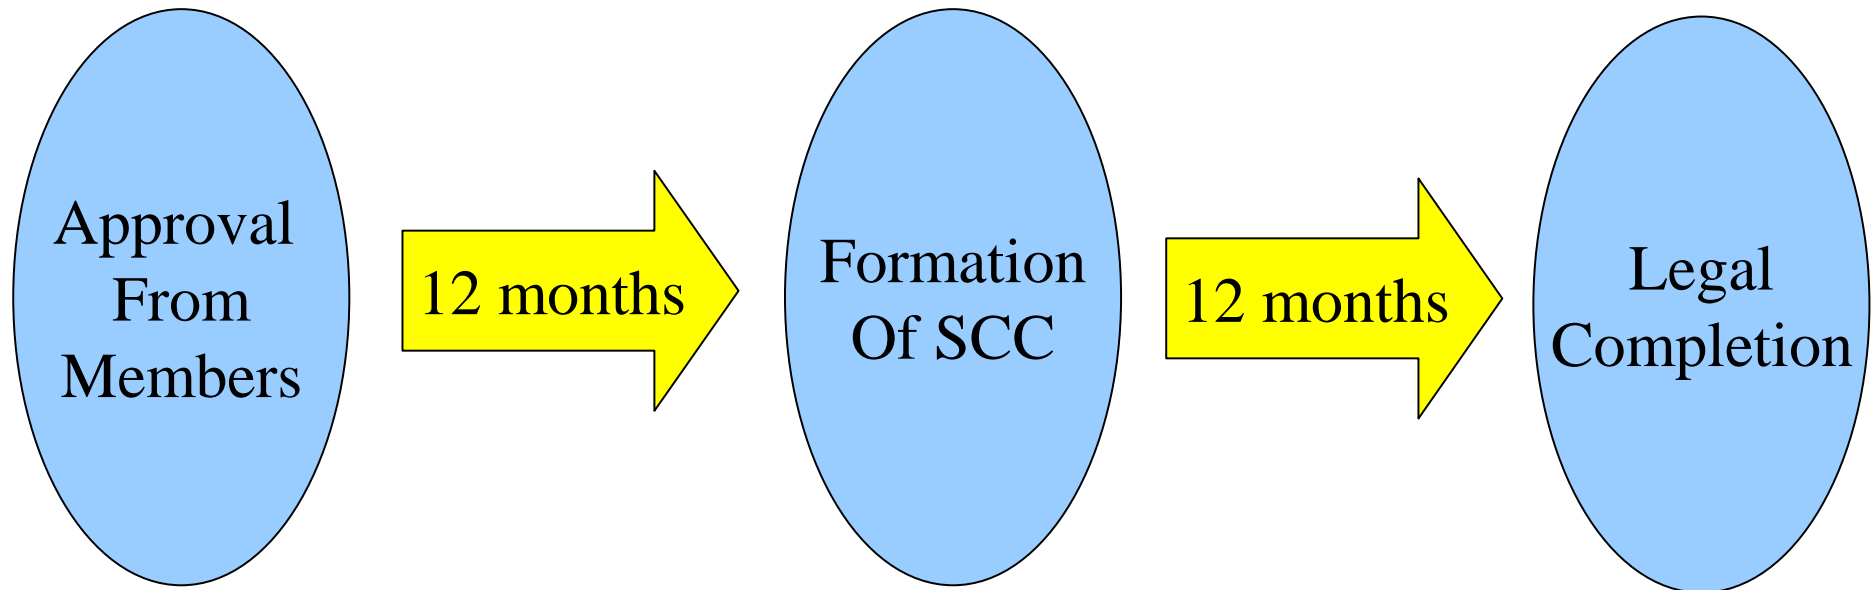 Approval
From
Members
12 months
Formation
Of SCC
12 months
Legal
Completion